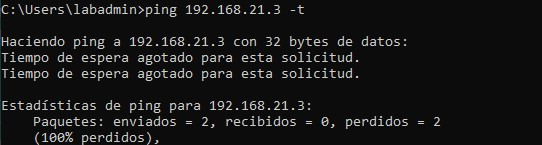 C:\Users\labadmin>ping 192.168.21.3 -t
Haciendo ping a 192.168.21.3 con 32 bytes de datos:
Tiempo de espera agotado para esta solicitud.
Tiempo de espera agotado para esta solicitud.
Estadísticas de ping para 192.168.21.3:
Paquetes: enviados = 2, recibidos = 0, perdidos = 2
(100% perdidos),